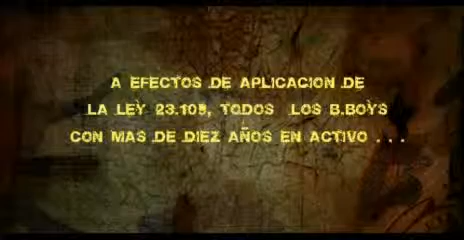 A EFECTOS DE APLICACION DE
LA LEY 23.105, TODOS LOS B.BOYS
CON MAS DE DIEZ AÑOS EN ACTIVO . . .